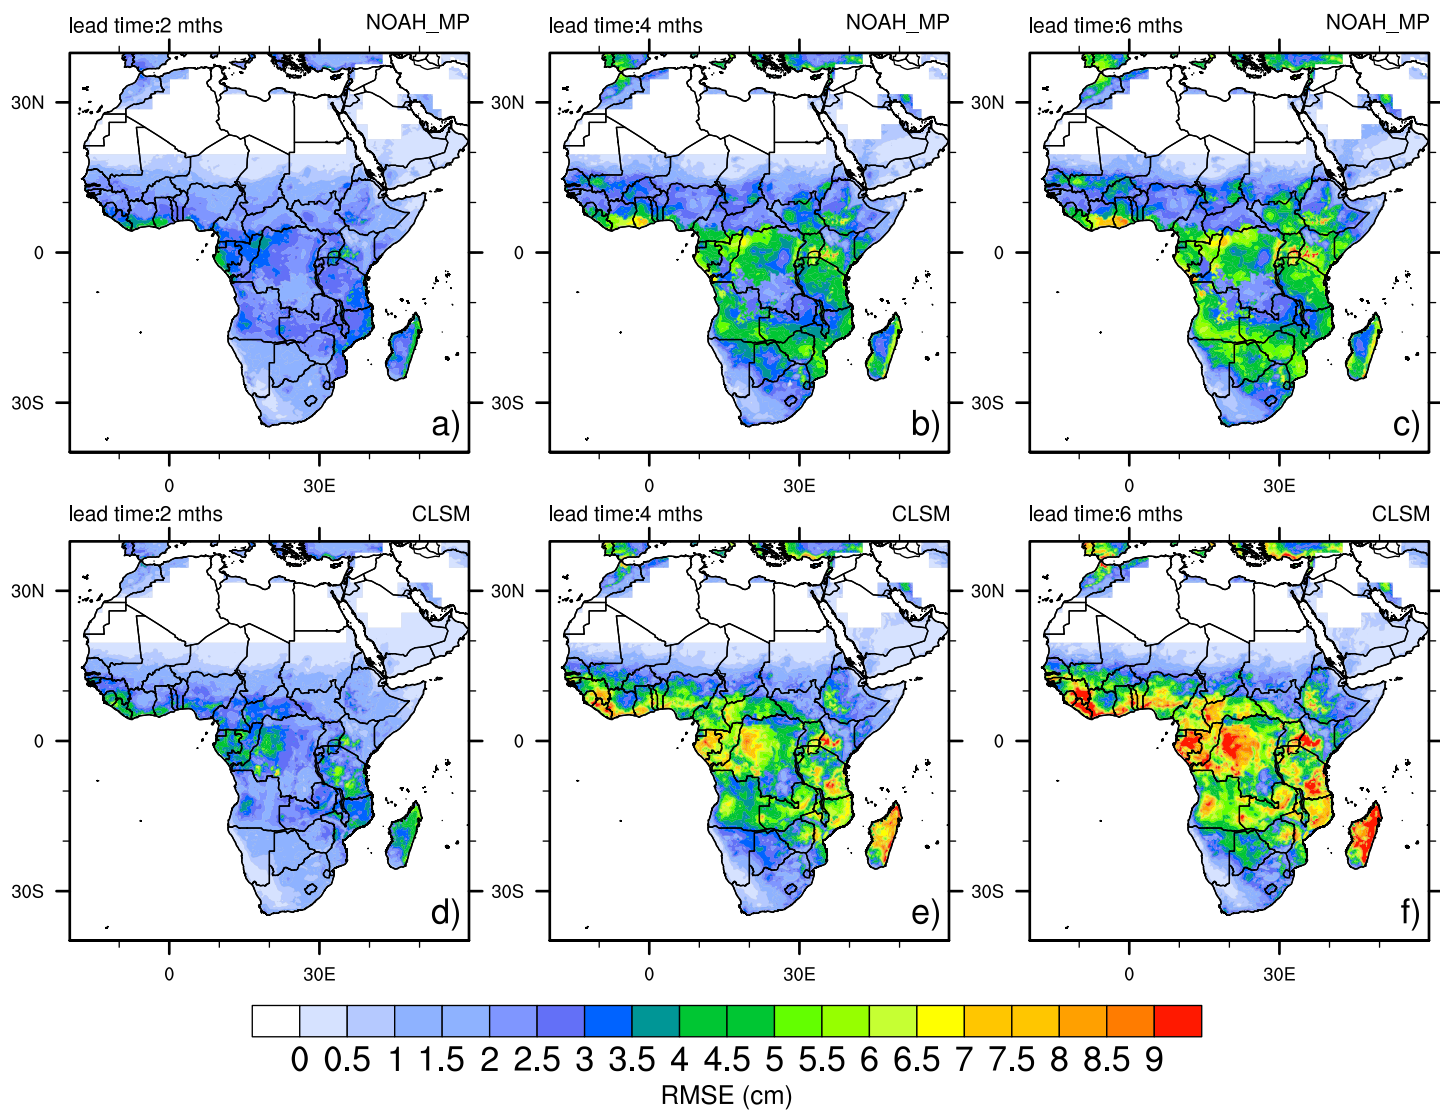 lead time:2 mths NOAH_MP lead time:4 mths NOAH_MP lead time:6 mths NOAH_MP
30N 30N 30N
0 0 0
30S 30S 30S
a) b) c)
0 30E 0 30E 0 30E
lead time:2 mths CLSM lead time:4 mths CLSM lead time:6 mths CLSM
30N 30N 30N
0 0 0
30S 30S 30S
d) e) f)
0 30E 0 30E 0 30E
0 0.5 1 1.5 2 2.5 3 3.5 4 4.5 5 5.5 6 6.5 7 7.5 8 8.5 9
RMSE (cm)